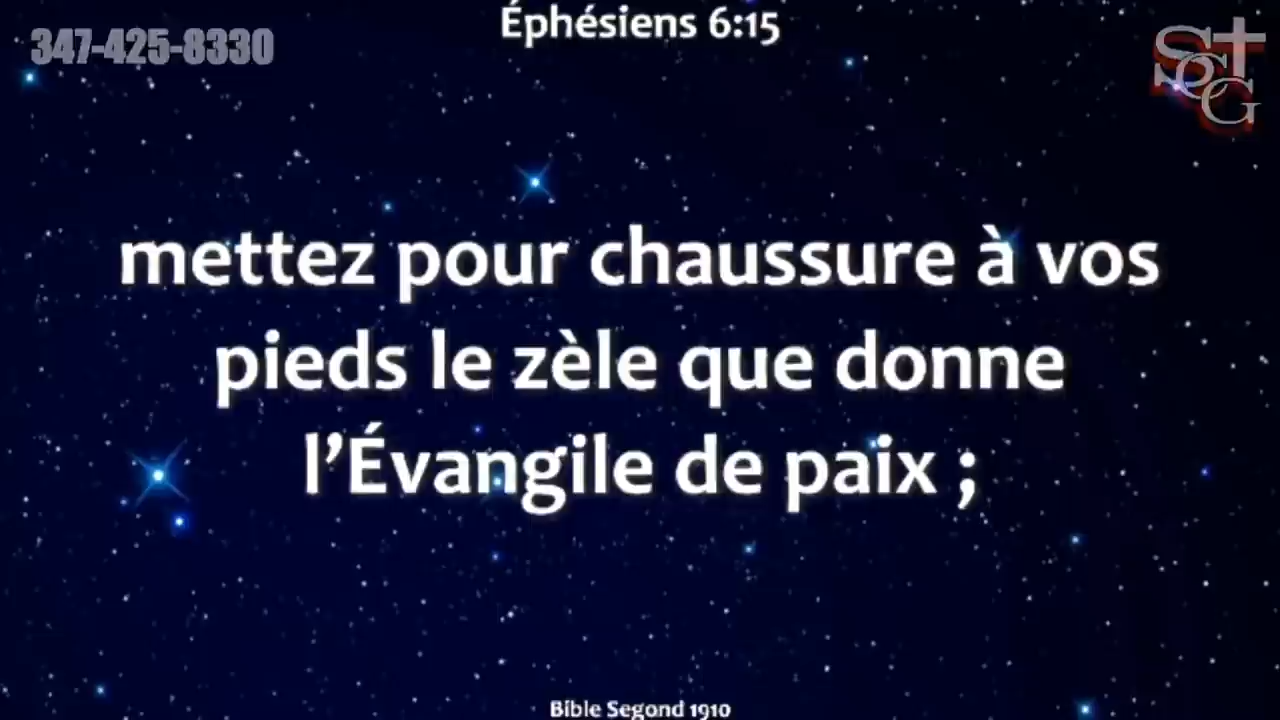 Éphésiens 6:15
347-425-8330
StCG
mettez pour chaussure à vos
pieds le zèle que donne
l’Évangile de paix ;
Bible Segond 1910